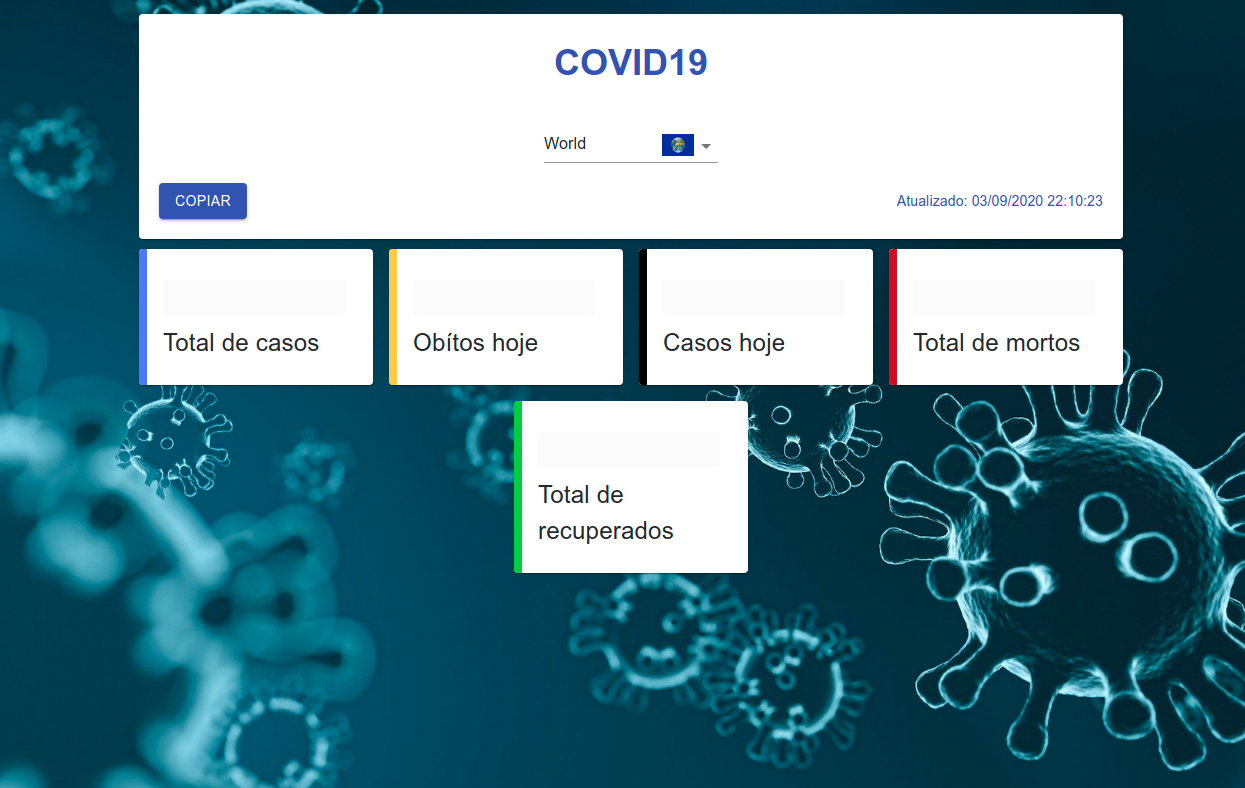 COVID19
World
COPIAR
Atualizado: 03/09/2020 22:10:23
Total de casos
Obítos hoje
Casos hoje
Total de mortos
Total de
recuperados